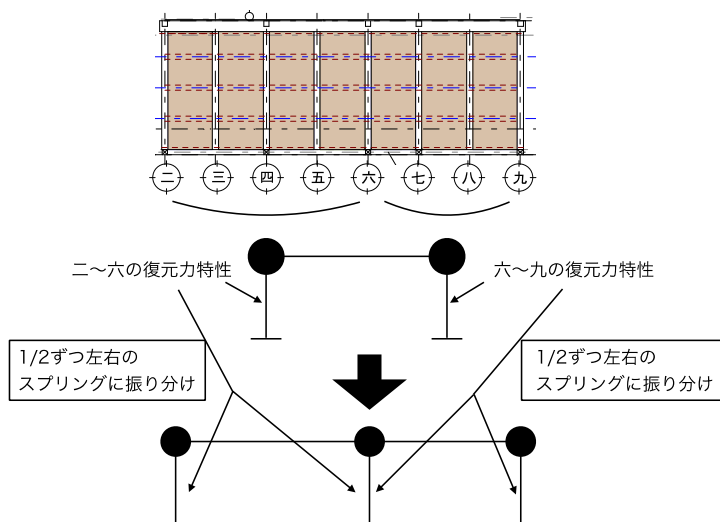 二 三 四 五 六 七 八 九
二〜六の復元力特性
六〜九の復元力特性
1/2ずつ左右の
スプリングに振り分け
1/2ずつ左右の
スプリングに振り分け